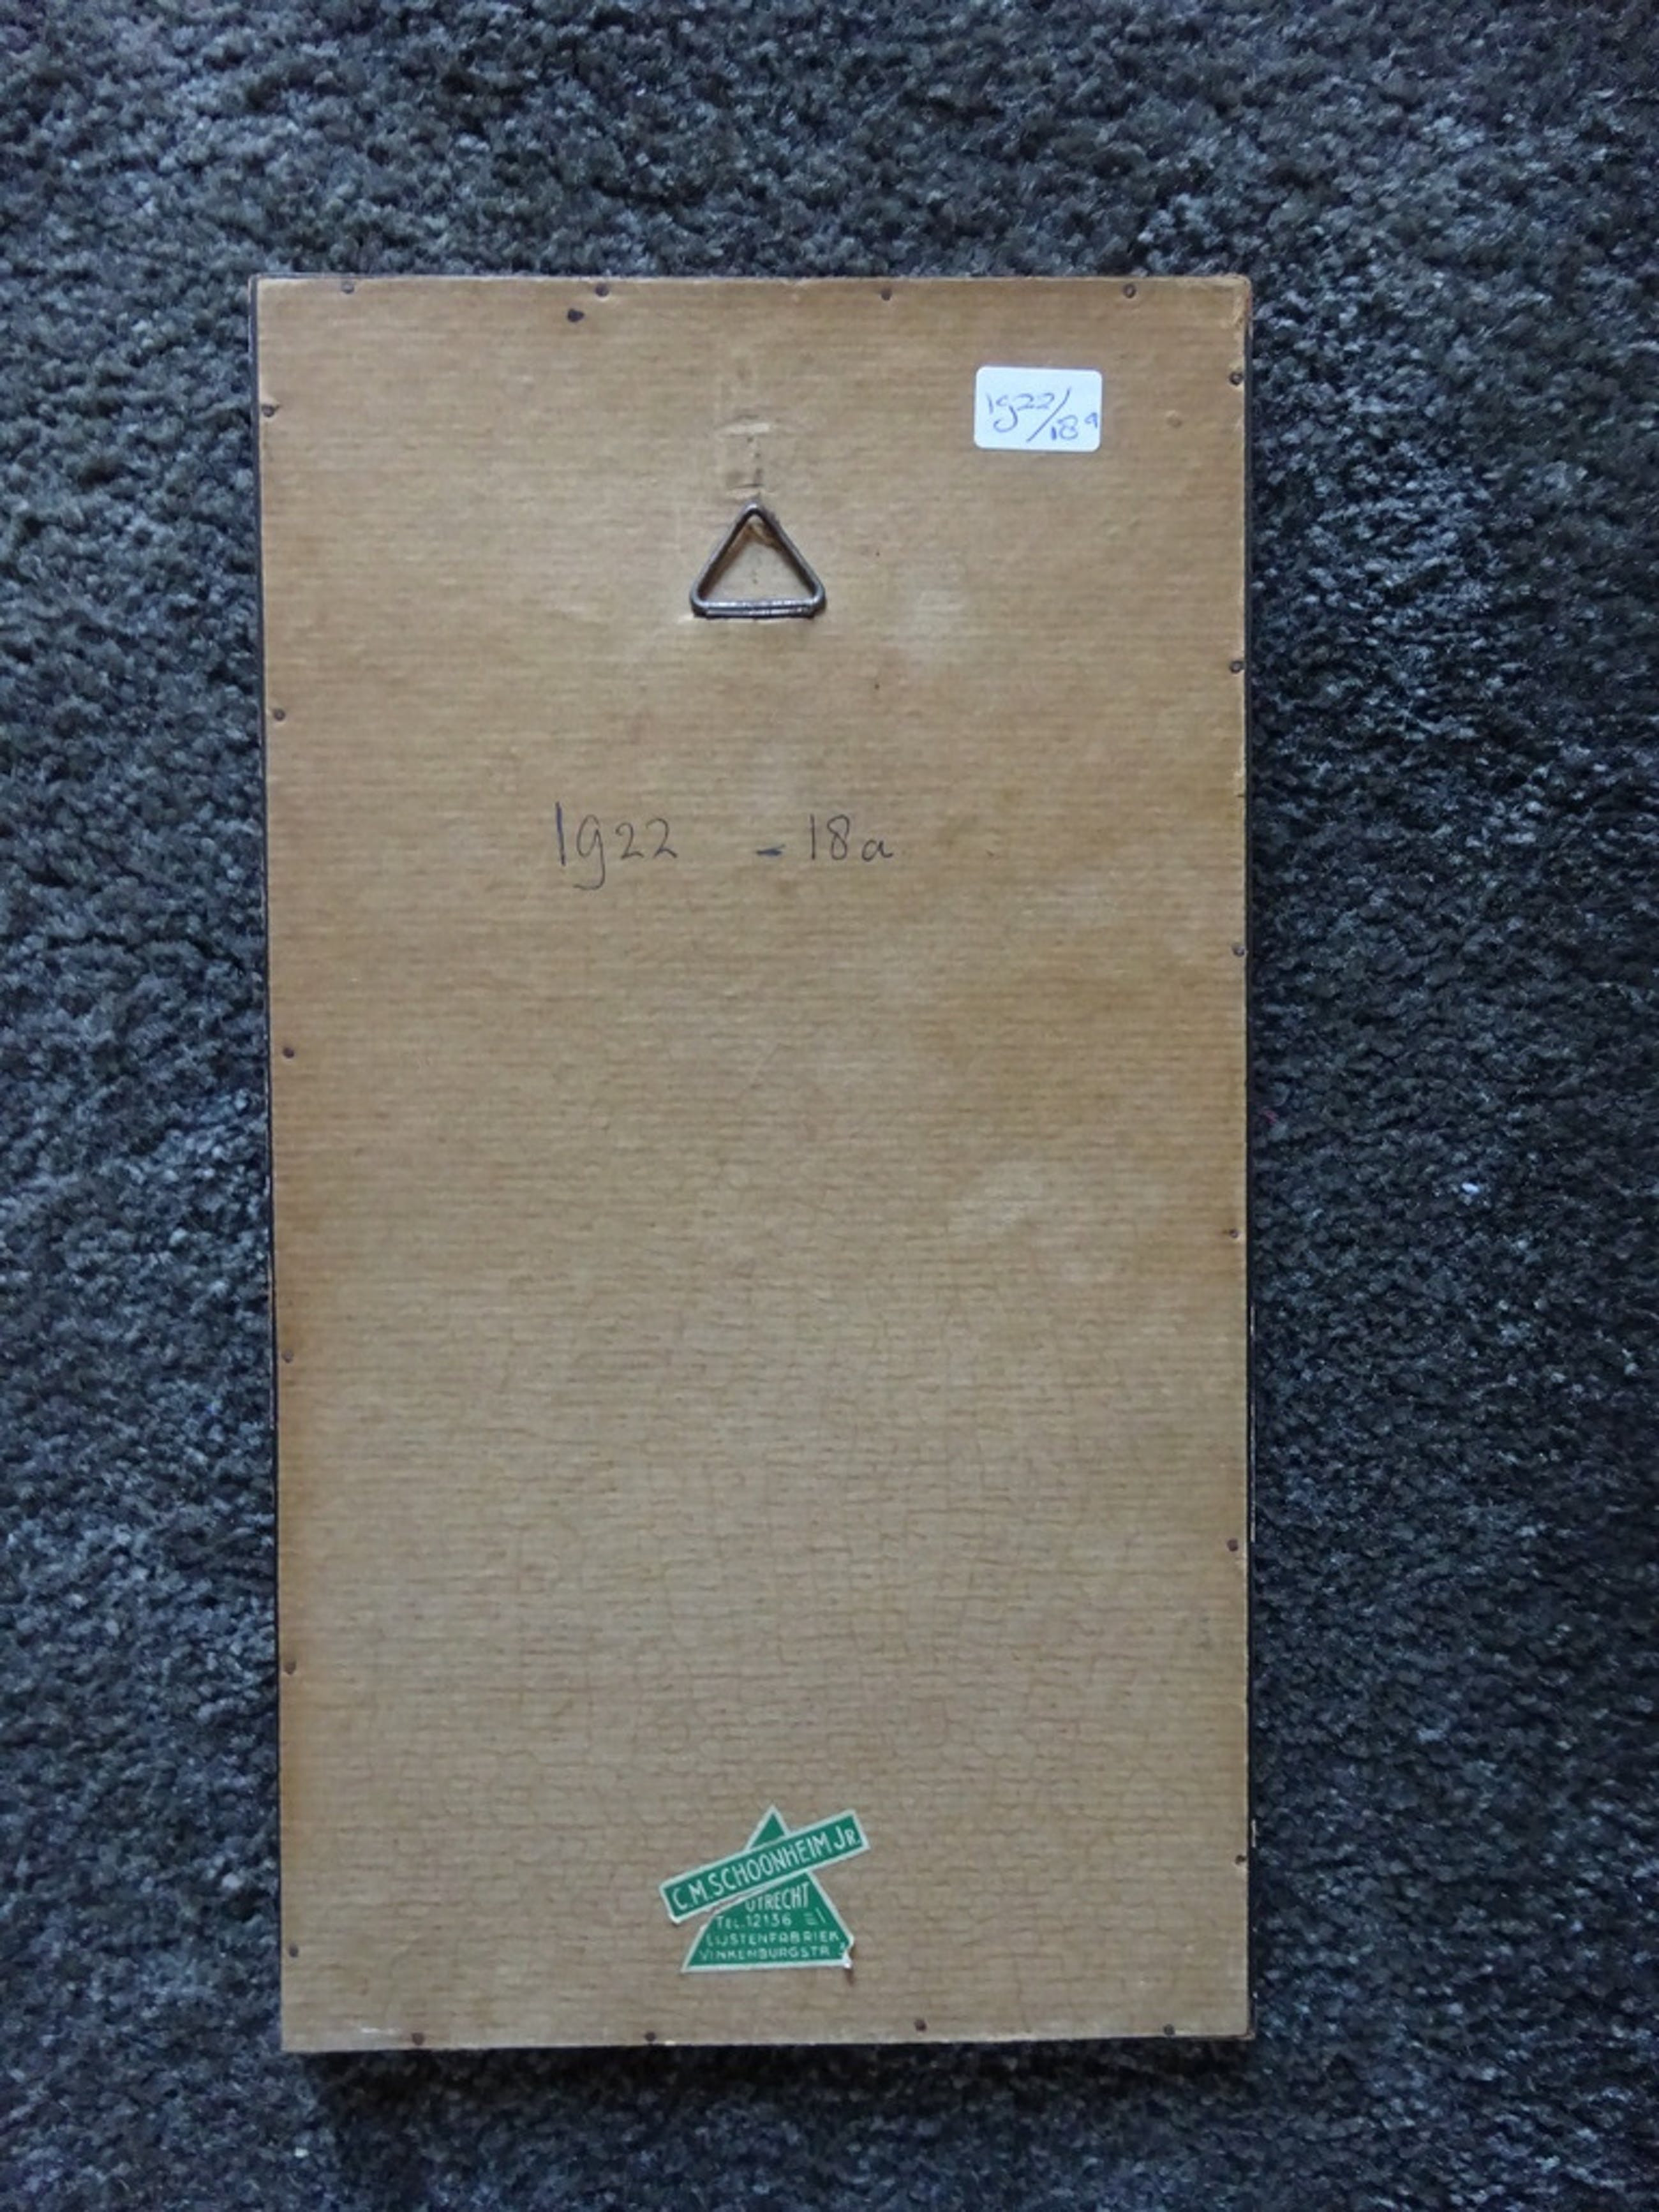 1922/
18a
1922 - 18a
C.M. SCHOONHEIM JR.
UTRECHT
TEL. 12136
LIJSTENFABRIEK
VINKENBURGSTR.